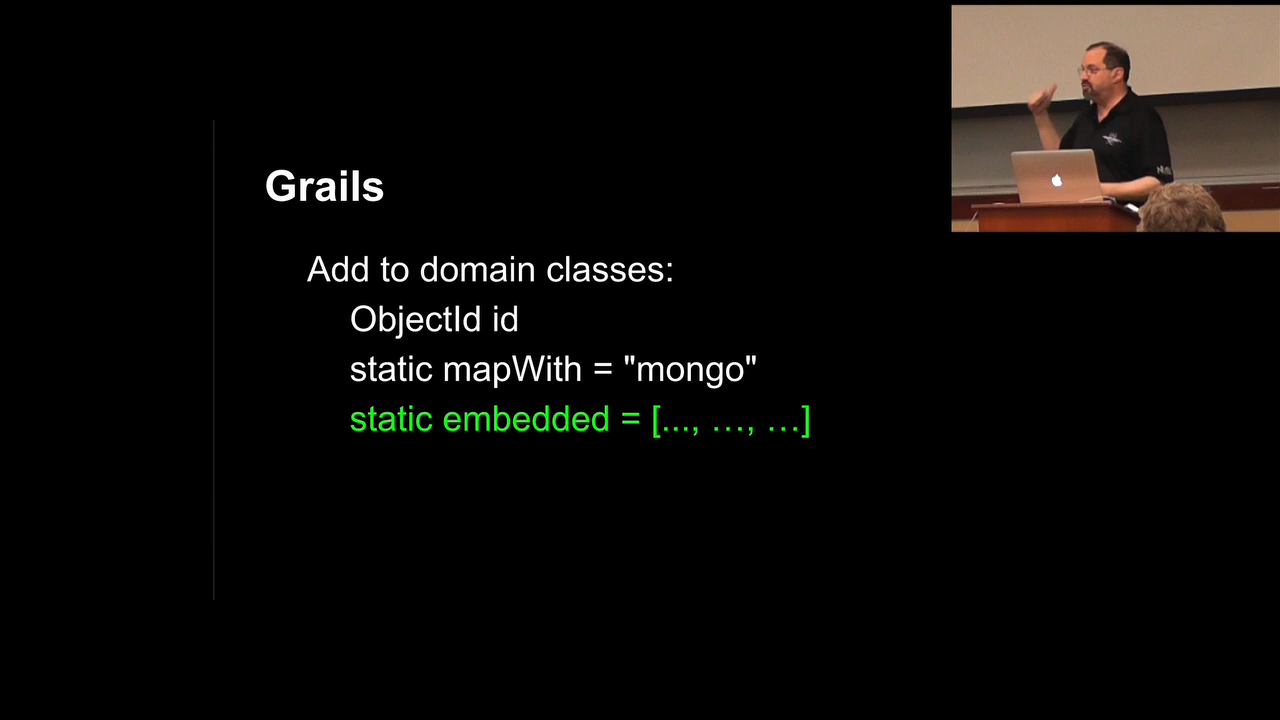 Grails
Add to domain classes:
ObjectId id
static mapWith = "mongo"
static embedded = [..., …, …]